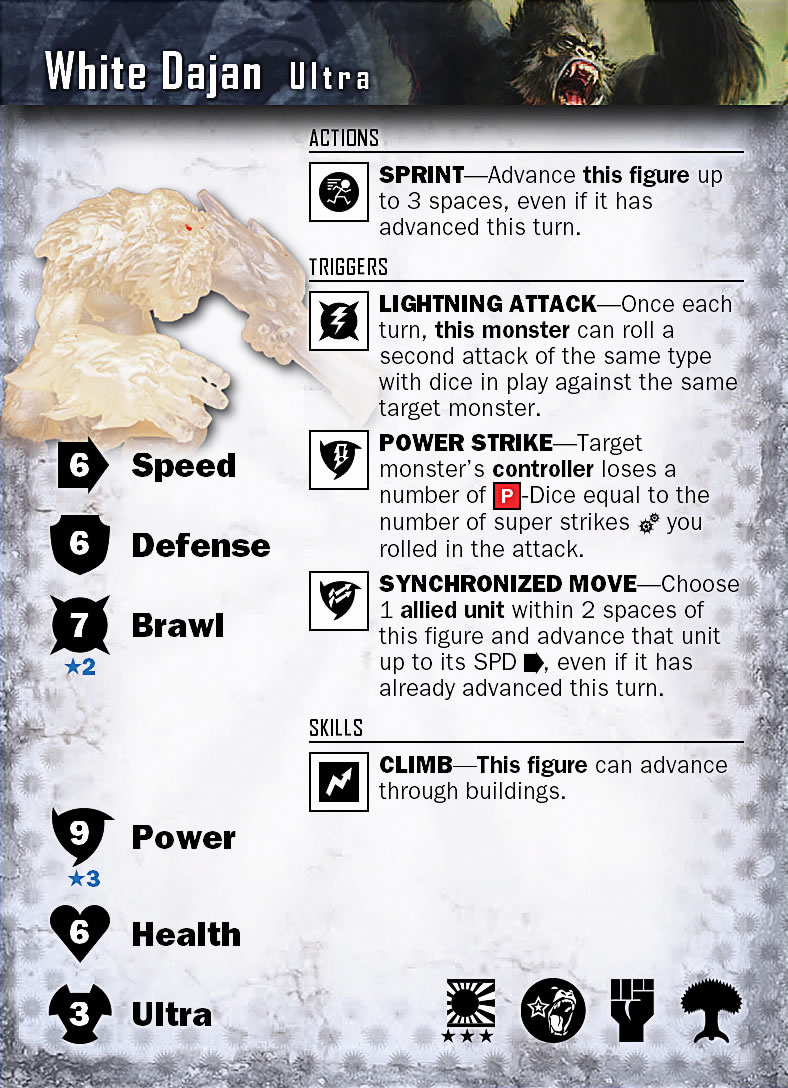 White Dajan Ultra
ACTIONS
SPRINT—Advance this figure up
to 3 spaces, even if it has
advanced this turn.
TRIGGERS
LIGHTNING ATTACK—Once each
turn, this monster can roll a
second attack of the same type
with dice in play against the same
target monster.
POWER STRIKE—Target
monster's controller loses a
number of P-Dice equal to the
number of super strikes you
rolled in the attack.
SYNCHRONIZED MOVE—Choose
1 allied unit within 2 spaces of
this figure and advance that unit
up to its SPD , even if it has
already advanced this turn.
SKILLS
CLIMB—This figure can advance
through buildings.
6 Speed
6 Defense
7 Brawl
★2
9 Power
★3
6 Health
3 Ultra
★★★